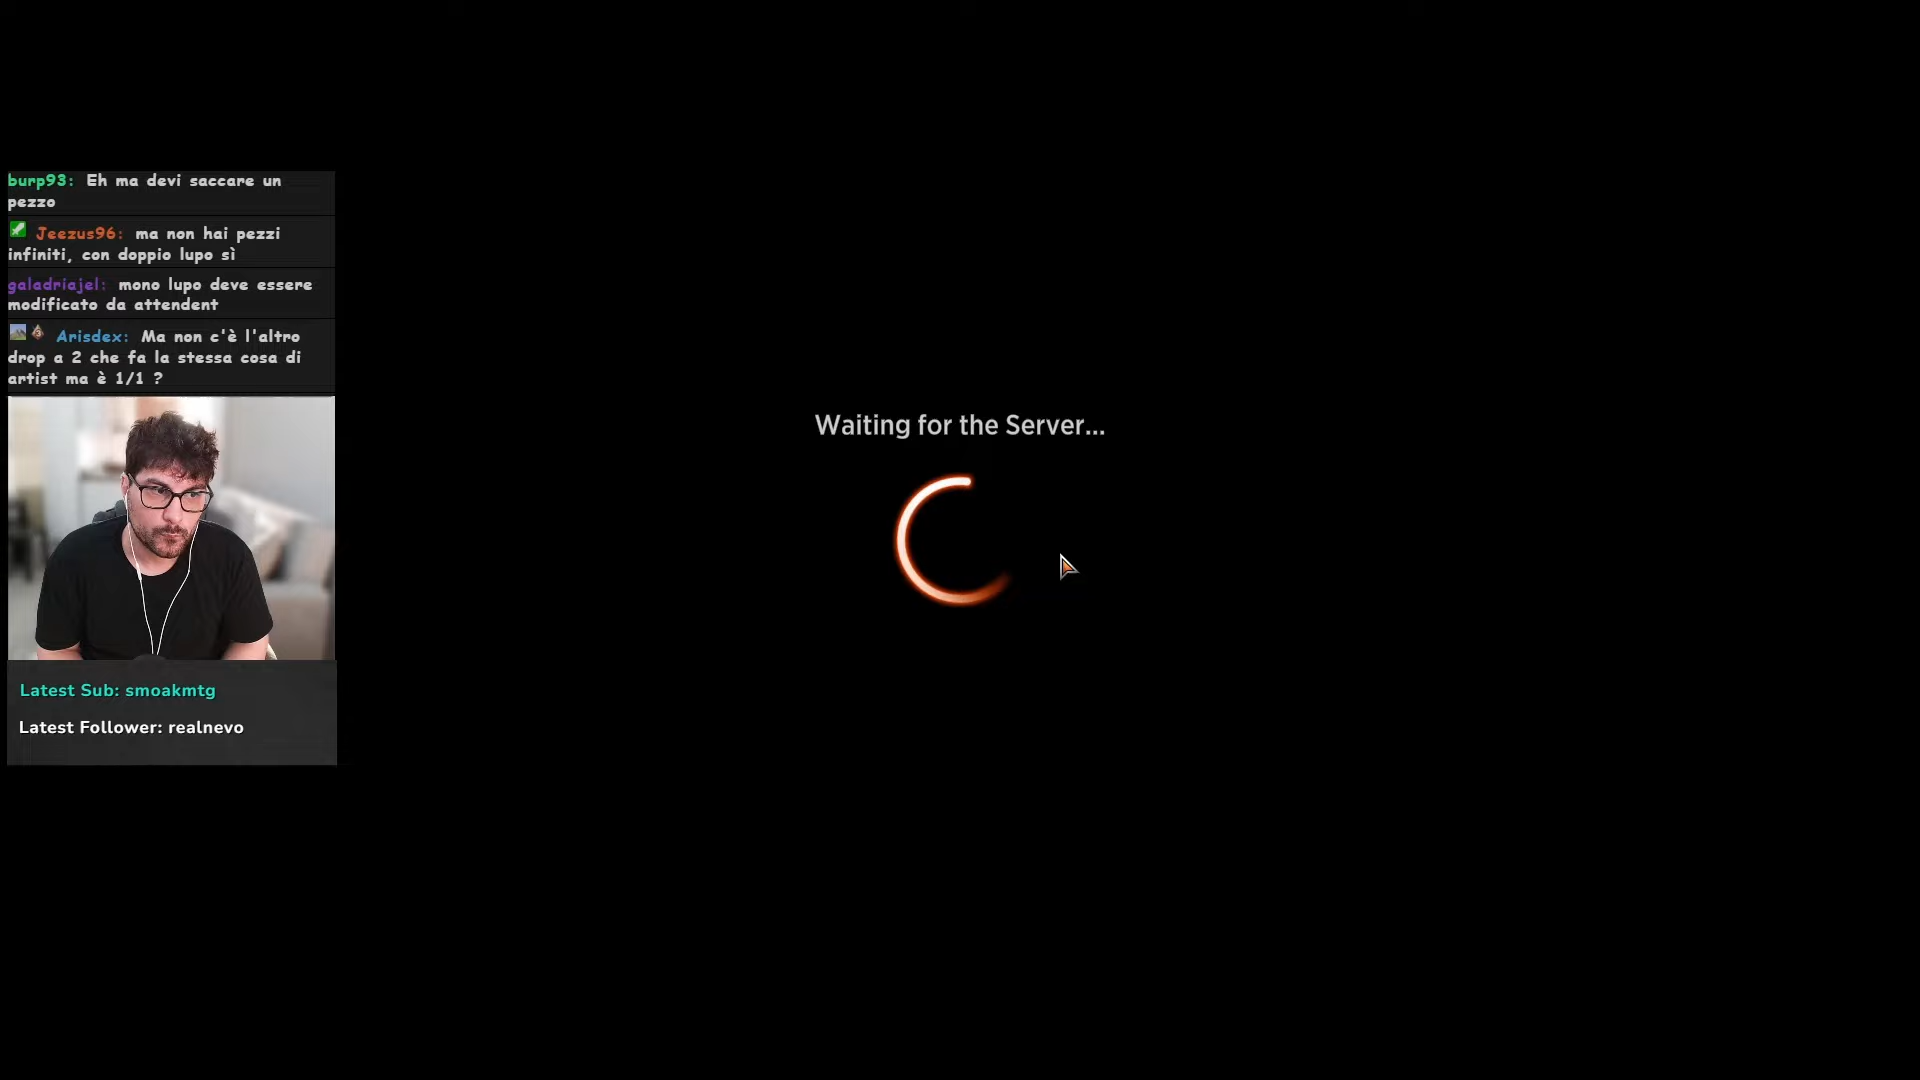 burp93: Eh ma devi saccare un
pezzo
Jeezus96: ma non hai pezzi
infiniti, con doppio lupo sì
galadriajel: mono lupo deve essere
modificato da attendent
Arisdex: Ma non c'è l'altro
drop a 2 che fa la stessa cosa di
artist ma è 1/1 ?
Waiting for the Server...
Latest Sub: smoakmtg
Latest Follower: realnevo